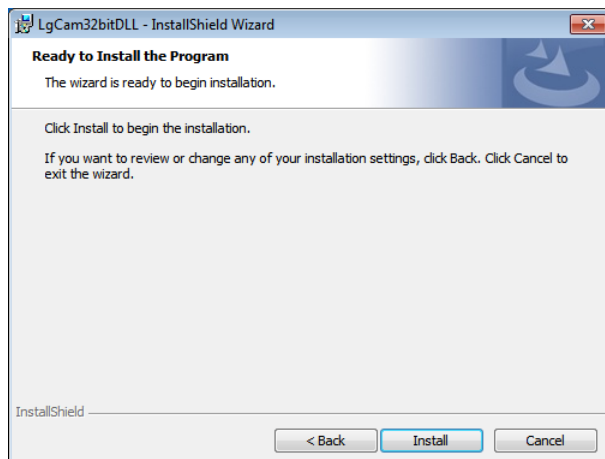 LgCam32bitDLL - InstallShield Wizard
Ready to Install the Program
The wizard is ready to begin installation.
Click Install to begin the installation.
If you want to review or change any of your installation settings, click Back. Click Cancel to
exit the wizard.
InstallShield
< Back Install Cancel